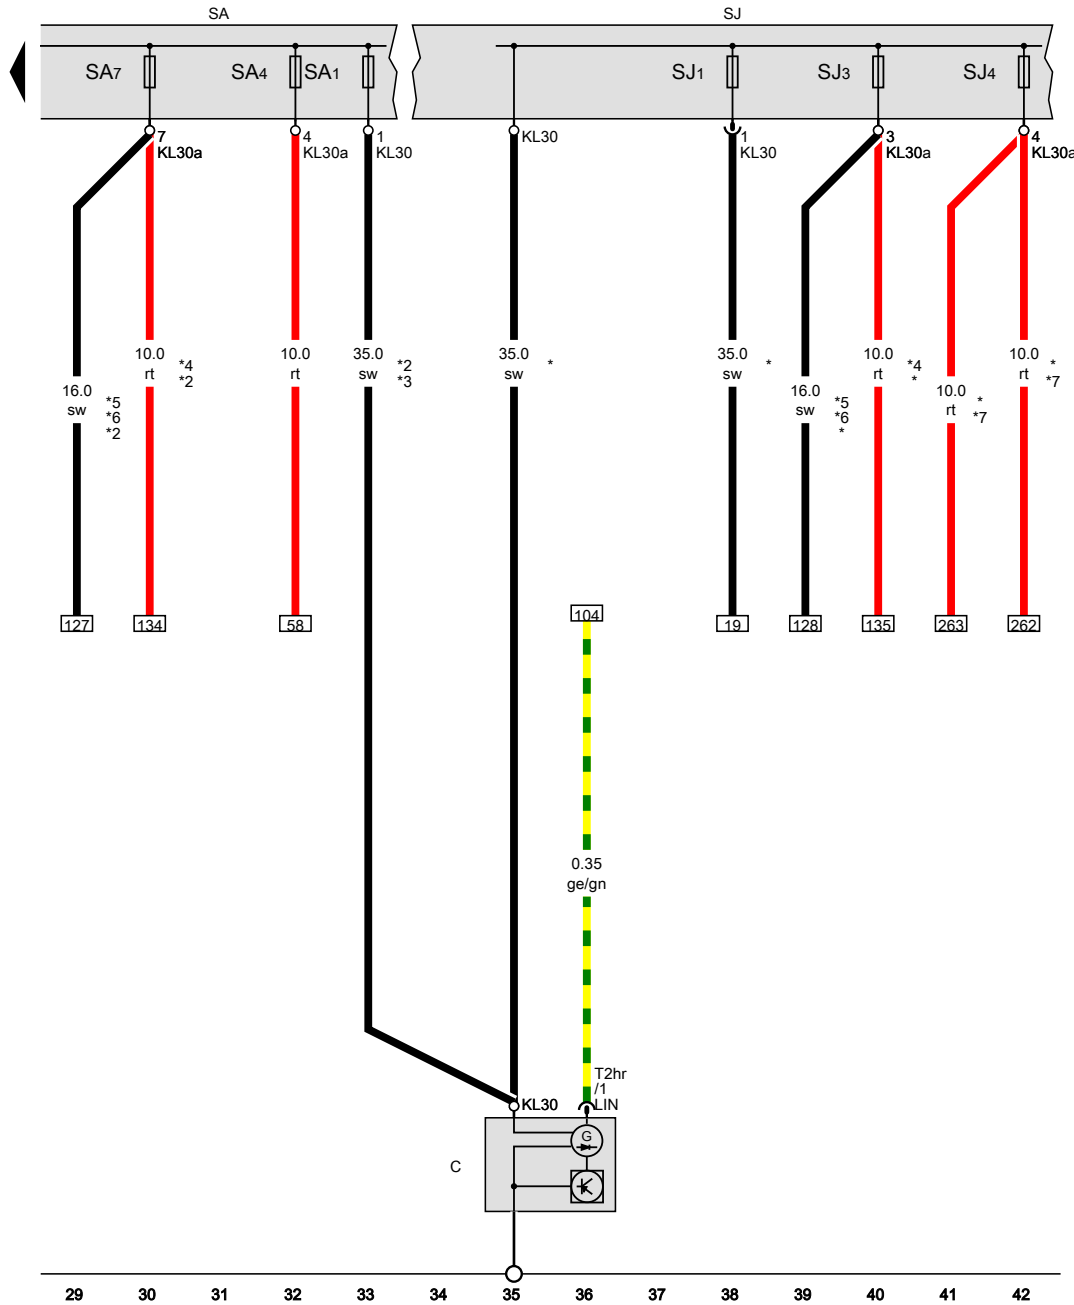 SA
SJ
SA7
SA4
SA1
SJ1
SJ3
SJ4
7
KL30a
4
KL30a
1
KL30
KL30
1
KL30
3
KL30a
4
KL30a
10.0
rt
*4
*2
10.0
rt
35.0
sw
*2
*3
35.0
sw
*
35.0
sw
*
10.0
rt
*4
*
10.0
rt
*
*7
16.0
sw
*5
*6
*2
16.0
sw
*5
*6
*
10.0
rt
*
*7
127
134
58
104
19
128
135
263
262
0.35
ge/gn
T2hr
/1
LIN
KL30
G
C
29 30 31 32 33 34 35 36 37 38 39 40 41 42